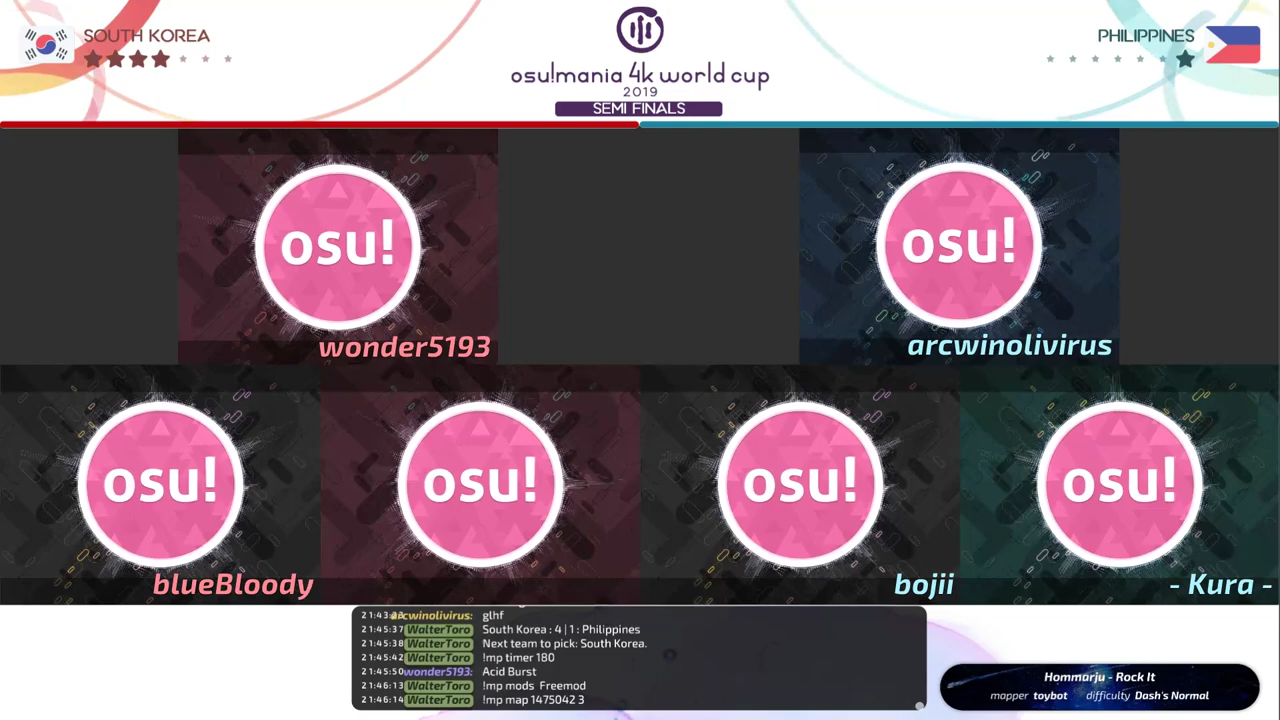 SOUTH KOREA
osu!mania 4k world cup
2019
SEMI FINALS
PHILIPPINES
osu!
wonder5193
osu!
arcwinolivirus
osu!
blueBloody
osu!
osu!
bojii
osu!
- Kura -
21:43:23 arcwinolivirus: glhf
21:45:37 WalterToro South Korea : 4 | 1 : Philippines
21:45:38 WalterToro Next team to pick: South Korea.
21:45:42 WalterToro !mp timer 180
21:45:50 wonder5193: Acid Burst
21:46:13 WalterToro !mp mods Freemod
21:46:14 WalterToro !mp map 1475042 3
Hommarju - Rock It
mapper toybot difficulty Dash's Normal